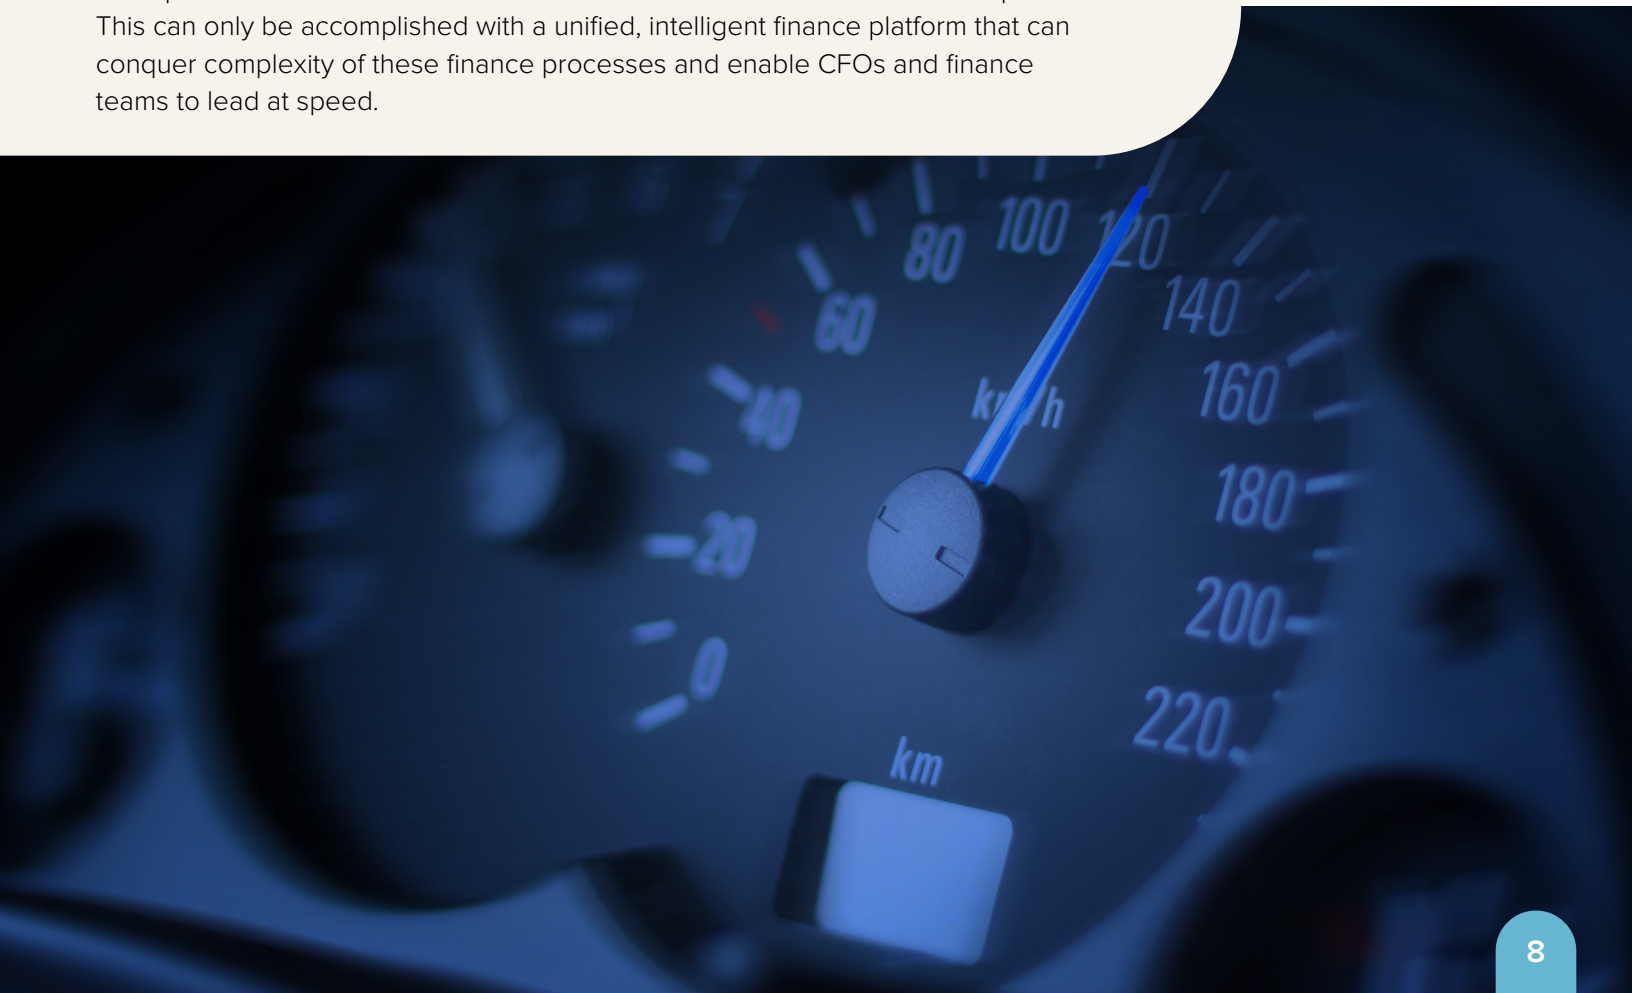 This can only be accomplished with a unified, intelligent finance platform that can
conquer complexity of these finance processes and enable CFOs and finance
teams to lead at speed.
80
100
120
60
140
km/h
40
160
180
20
200
0
220
km
8